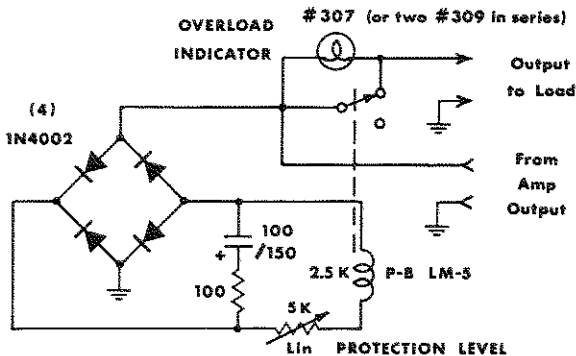 #307 (or two #309 in series)
OVERLOAD
INDICATOR
Output
to Load
(4)
1N4002
From
Amp
Output
100
/150
+
2.5K P-B LM-5
100
5K
Lin PROTECTION LEVEL